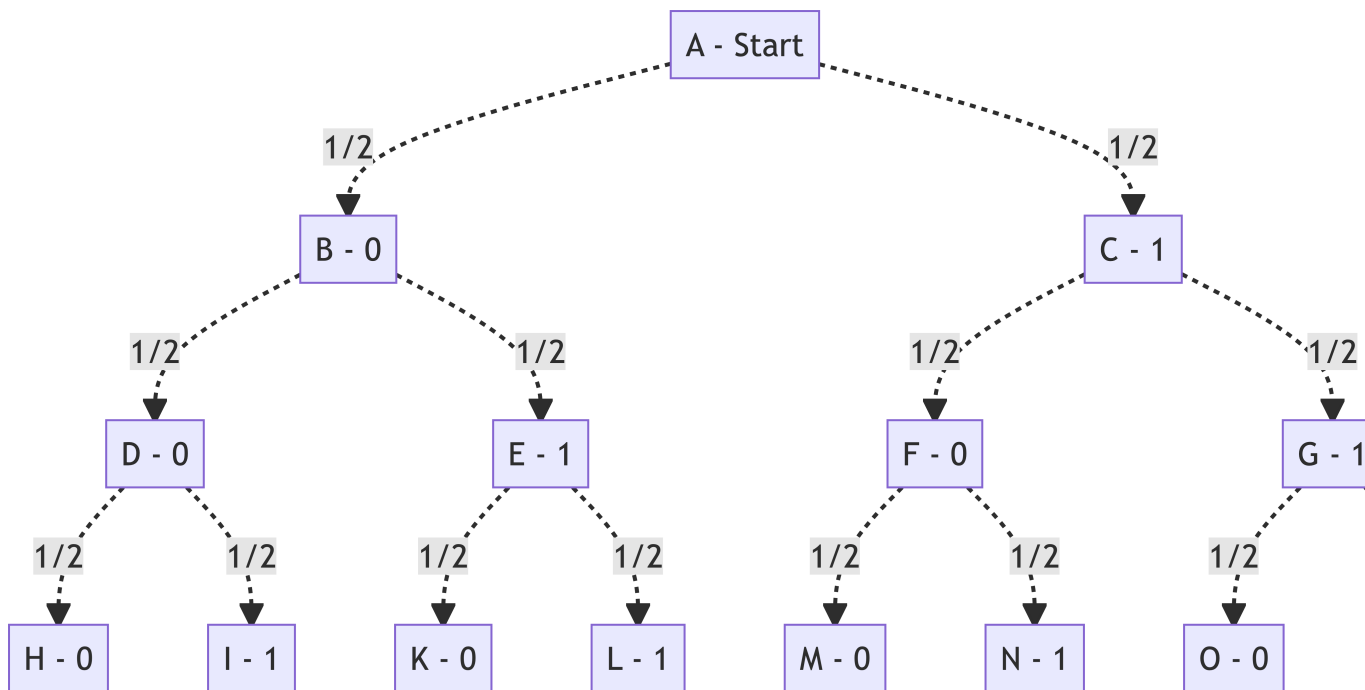 A - Start
1/2 1/2
B - 0 C - 1
1/2 1/2 1/2 1/2
D - 0 E - 1 F - 0 G - 1
1/2 1/2 1/2 1/2 1/2 1/2 1/2
H - 0 I - 1 K - 0 L - 1 M - 0 N - 1 O - 0